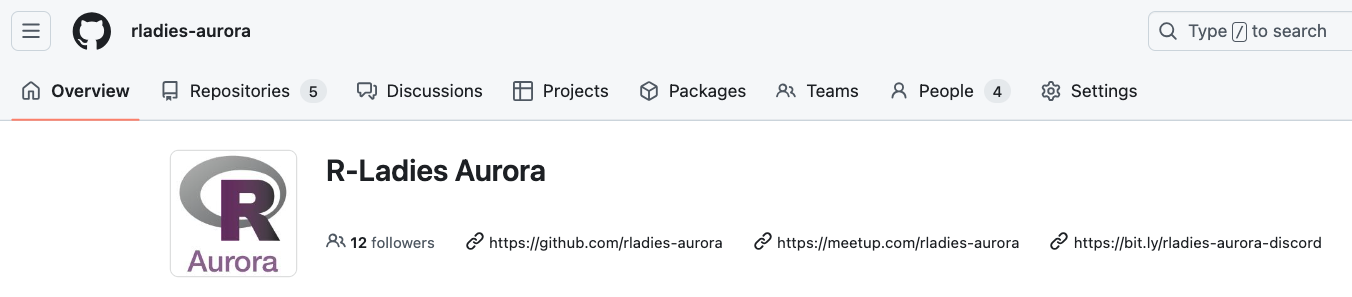 rladies-aurora Type / to search
Overview Repositories 5 Discussions Projects Packages Teams People 4 Settings
R Aurora
R-Ladies Aurora
12 followers https://github.com/rladies-aurora https://meetup.com/rladies-aurora https://bit.ly/rladies-aurora-discord